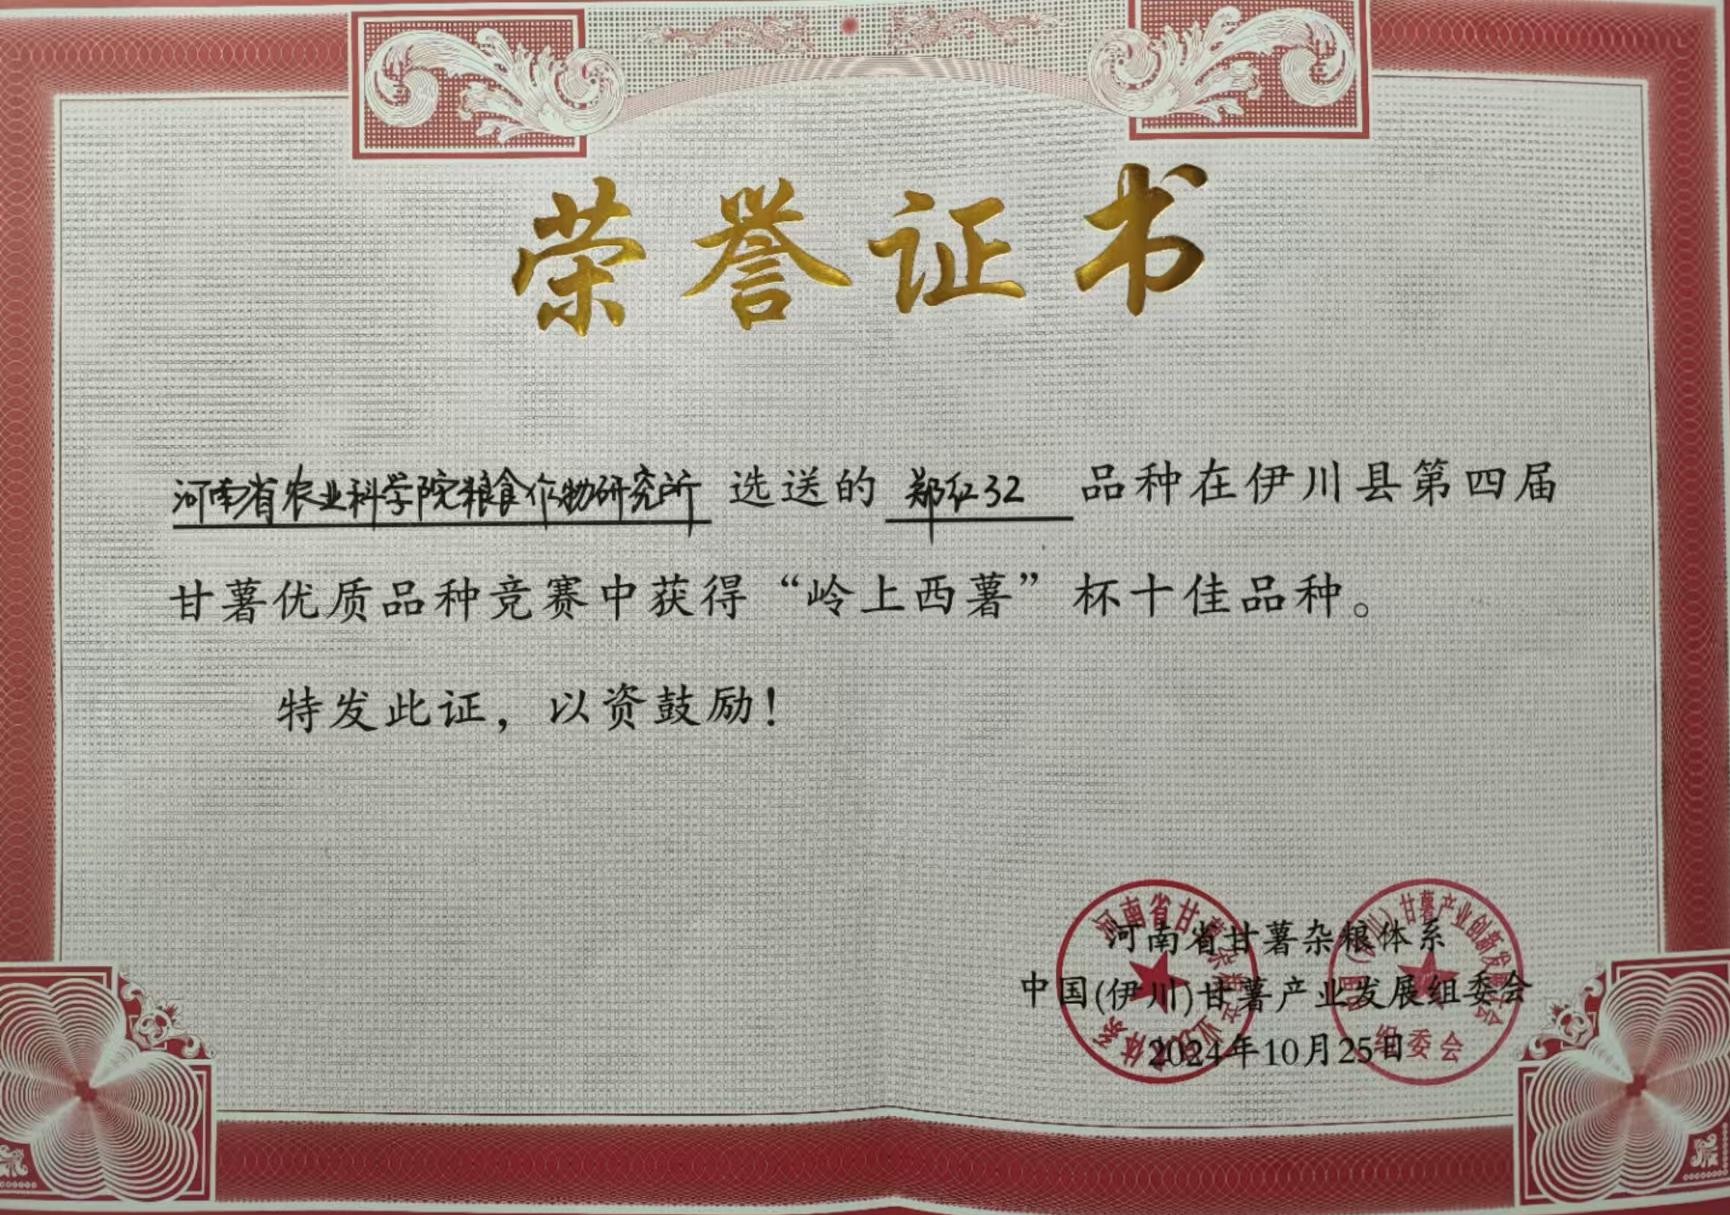 荣誉证书
河南省农业科学院粮食作物研究所 选送的 郑红32 品种在伊川县第四届
甘薯优质品种竞赛中获得“岭上西薯”杯十佳品种。
特发此证，以资鼓励！
河南省甘薯杂粮体系
中国(伊川)甘薯产业发展组委会
2024年10月25日
组委会